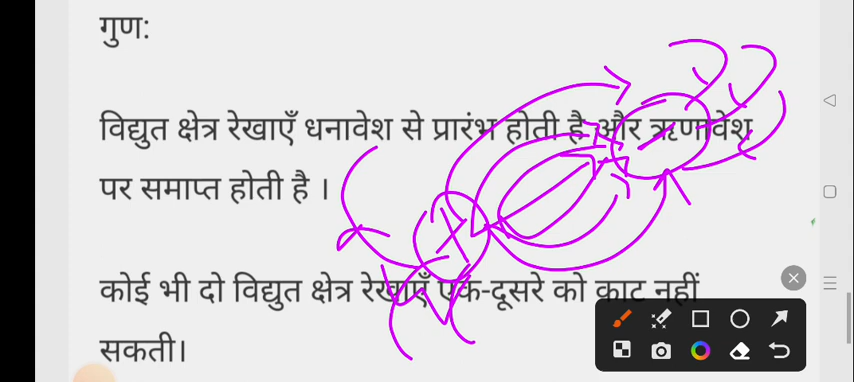 गुण:
विद्युत क्षेत्र रेखाएँ धनावेश से प्रारंभ होती है और ऋणावेश
पर समाप्त होती है ।
कोई भी दो विद्युत क्षेत्र रेखाएँ एक-दूसरे को काट नहीं
सकती।